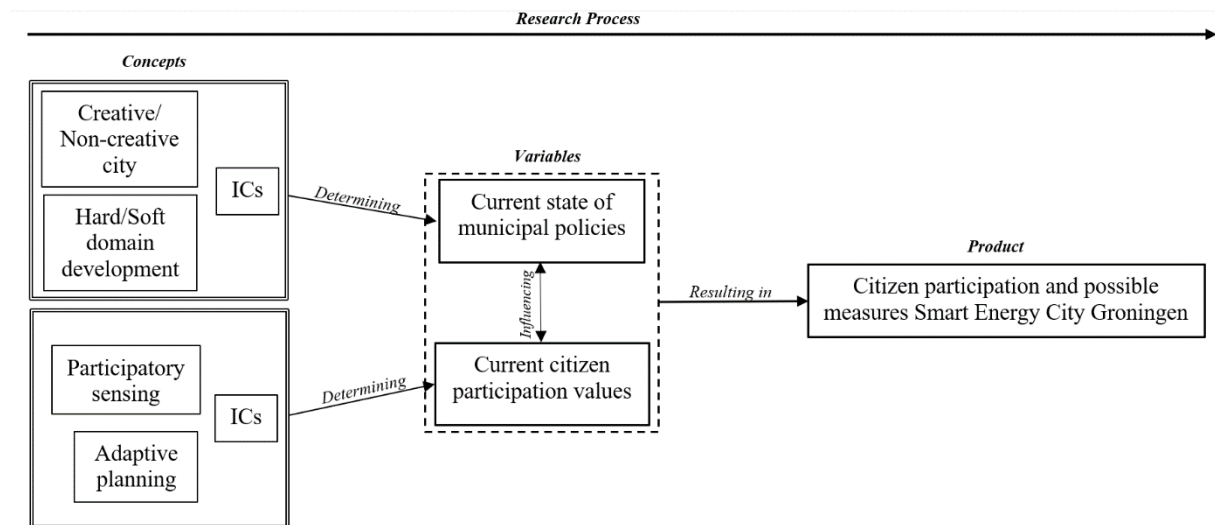 Research Process
Concepts
Creative/
Non-creative
city
ICs
Hard/Soft
domain
development
Participatory
sensing
ICs
Adaptive
planning
Determining
Determining
Variables
Current state of
municipal policies
Influencing
Current citizen
participation values
Resulting in
Product
Citizen participation and possible
measures Smart Energy City Groningen